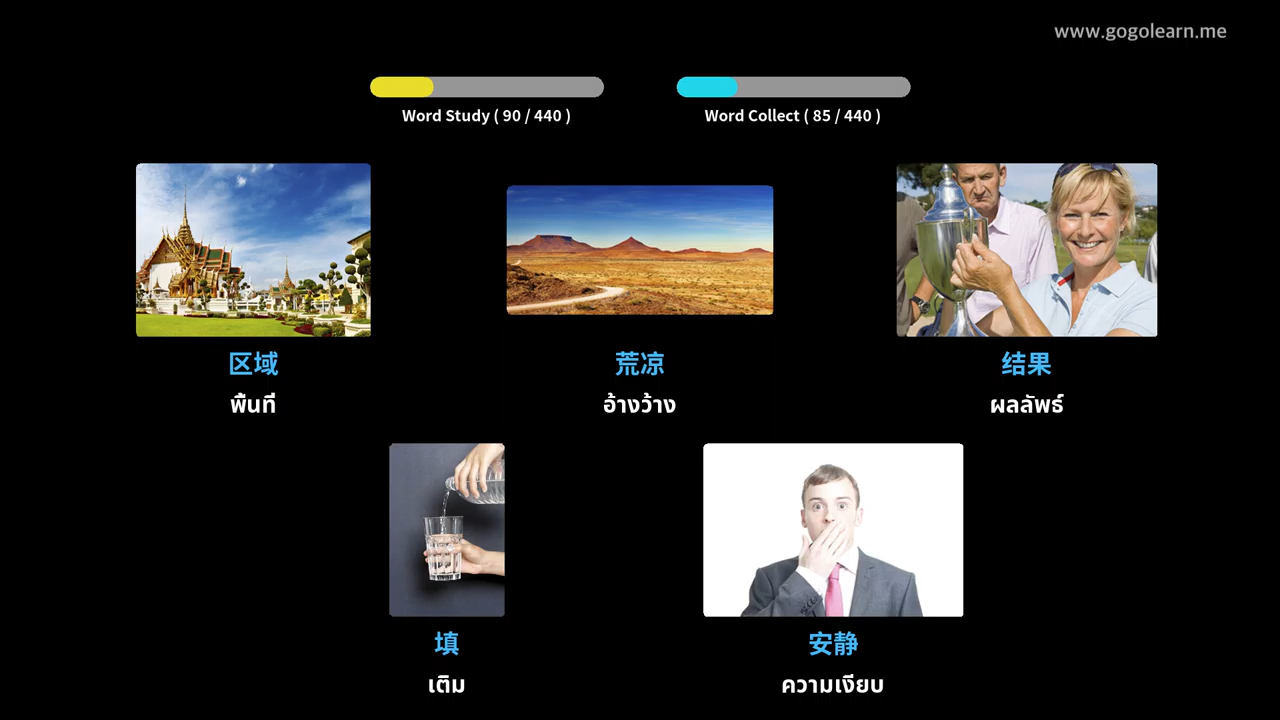 www.gogolearn.me
Word Study ( 90 / 440 )
Word Collect ( 85 / 440 )
区域
荒凉
结果
พื้นที่
อ้างว้าง
ผลลัพธ์
填
安静
เติม
ความเงียบ